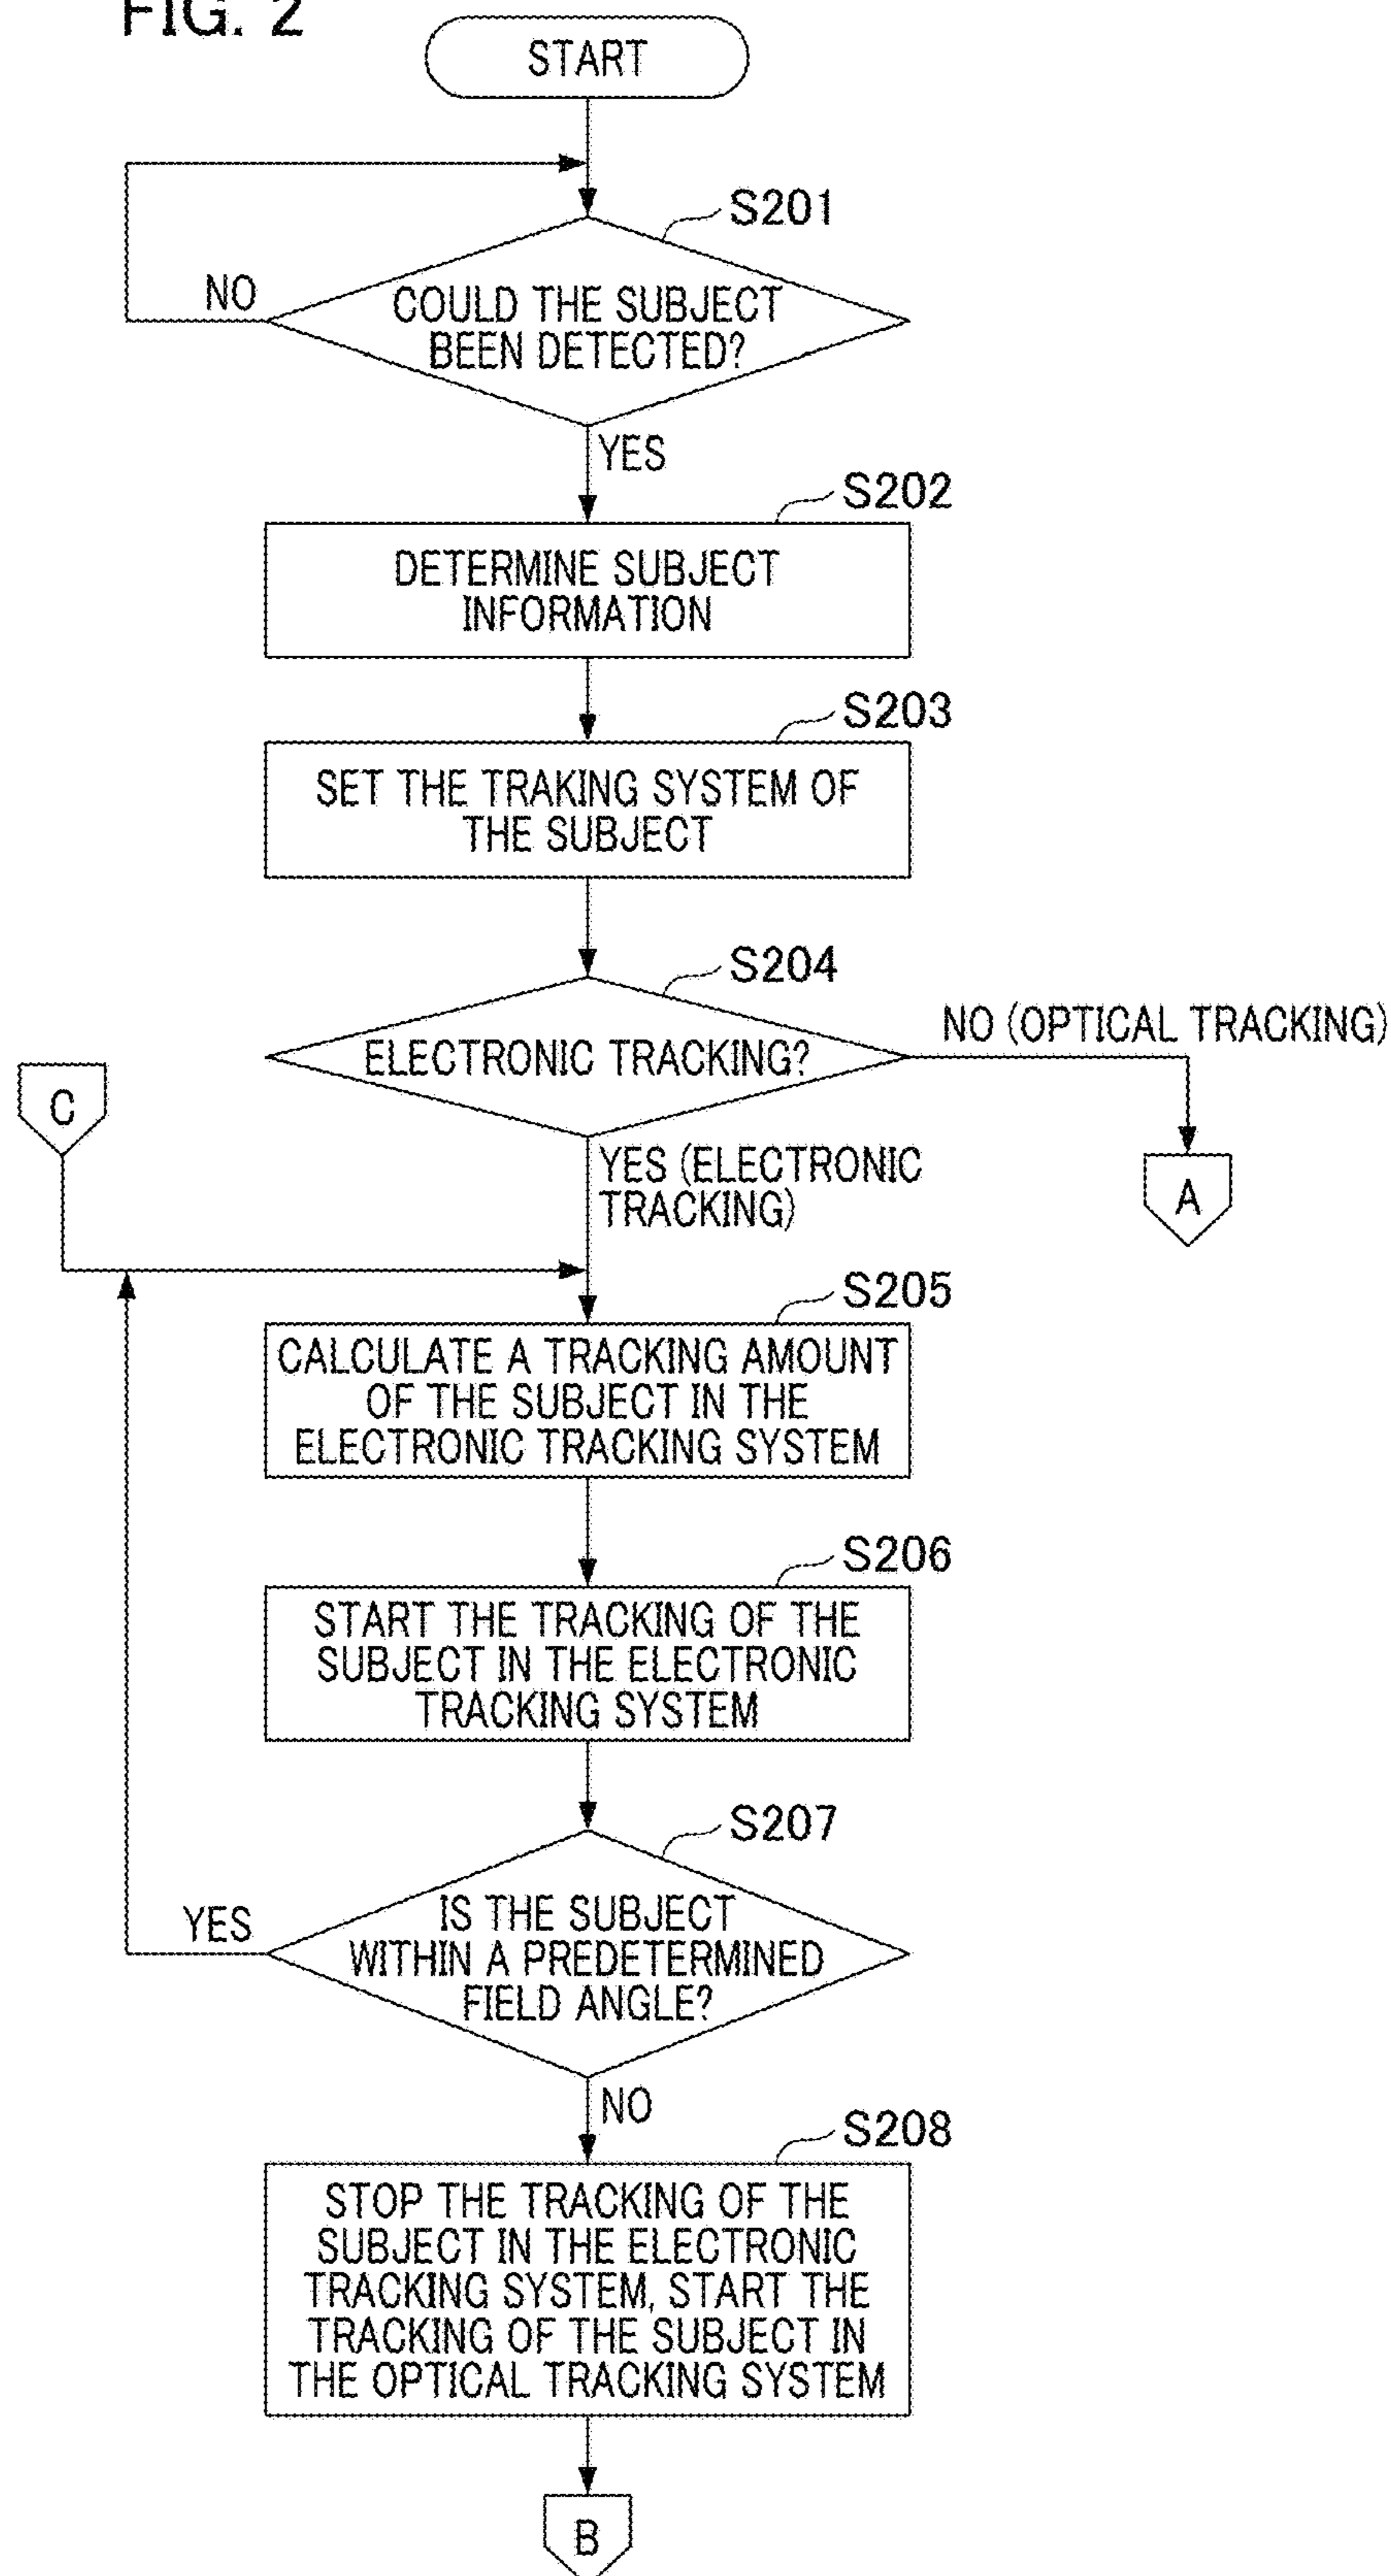 FIG. 2
START
S201
NO
COULD THE SUBJECT
BEEN DETECTED?
YES
S202
DETERMINE SUBJECT
INFORMATION
S203
SET THE TRAKING SYSTEM OF
THE SUBJECT
S204
NO (OPTICAL TRACKING)
ELECTRONIC TRACKING?
C
YES (ELECTRONIC
TRACKING)
A
S205
CALCULATE A TRACKING AMOUNT
OF THE SUBJECT IN THE
ELECTRONIC TRACKING SYSTEM
S206
START THE TRACKING OF THE
SUBJECT IN THE ELECTRONIC
TRACKING SYSTEM
S207
YES
IS THE SUBJECT
WITHIN A PREDETERMINED
FIELD ANGLE?
NO
S208
STOP THE TRACKING OF THE
SUBJECT IN THE ELECTRONIC
TRACKING SYSTEM, START THE
TRACKING OF THE SUBJECT IN
THE OPTICAL TRACKING SYSTEM
B